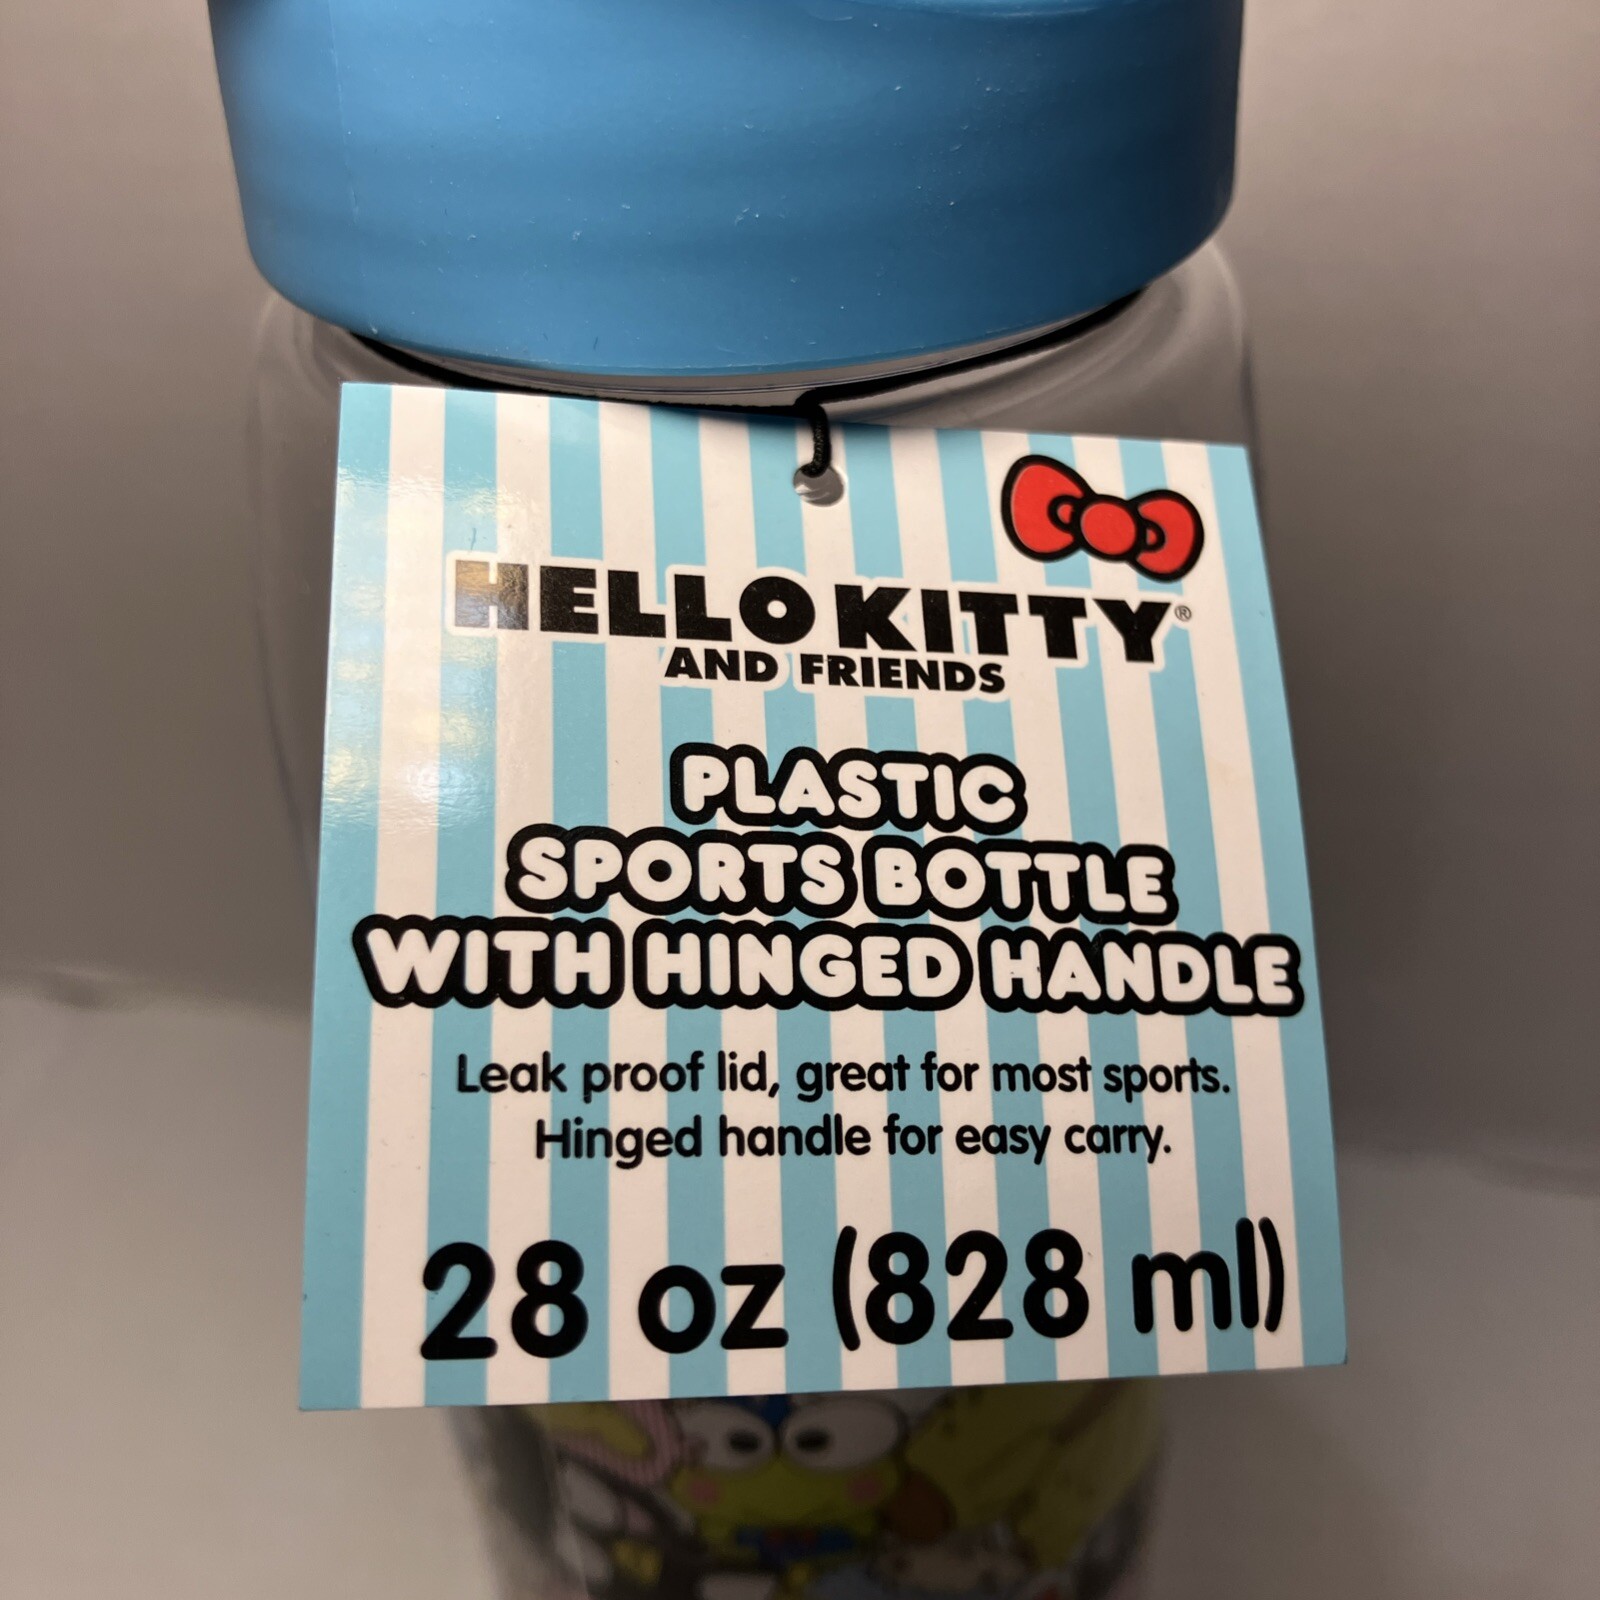 HELLO KITTY®
AND FRIENDS
PLASTIC
SPORTS BOTTLE
WITH HINGED HANDLE
Leak proof lid, great for most sports.
Hinged handle for easy carry.
28 oz (828 ml)